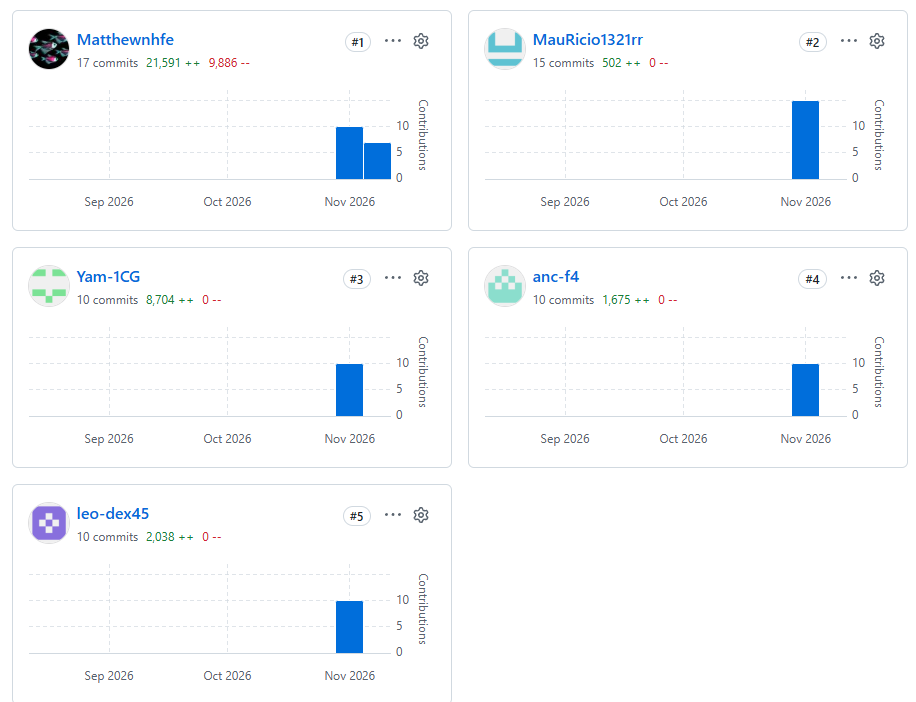 Matthewnhfe #1 ···
17 commits 21,591 ++ 9,886 --
Contributions
10
5
0
Sep 2026 Oct 2026 Nov 2026
MauRicio1321rr #2 ···
15 commits 502 ++ 0 --
Contributions
10
5
0
Sep 2026 Oct 2026 Nov 2026
Yam-1CG #3 ···
10 commits 8,704 ++ 0 --
Contributions
10
5
0
Sep 2026 Oct 2026 Nov 2026
anc-f4 #4 ···
10 commits 1,675 ++ 0 --
Contributions
10
5
0
Sep 2026 Oct 2026 Nov 2026
leo-dex45 #5 ···
10 commits 2,038 ++ 0 --
Contributions
10
5
0
Sep 2026 Oct 2026 Nov 2026